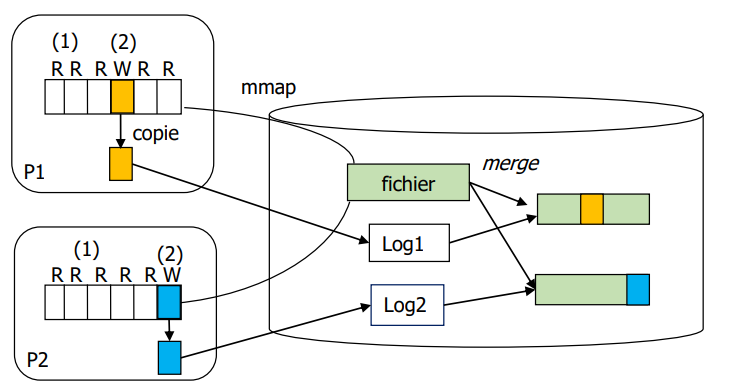 (1) (2)
R R R W R R
copie
P1
mmap
fichier
merge
Log1
(1) (2)
R R R R R W
P2
Log2